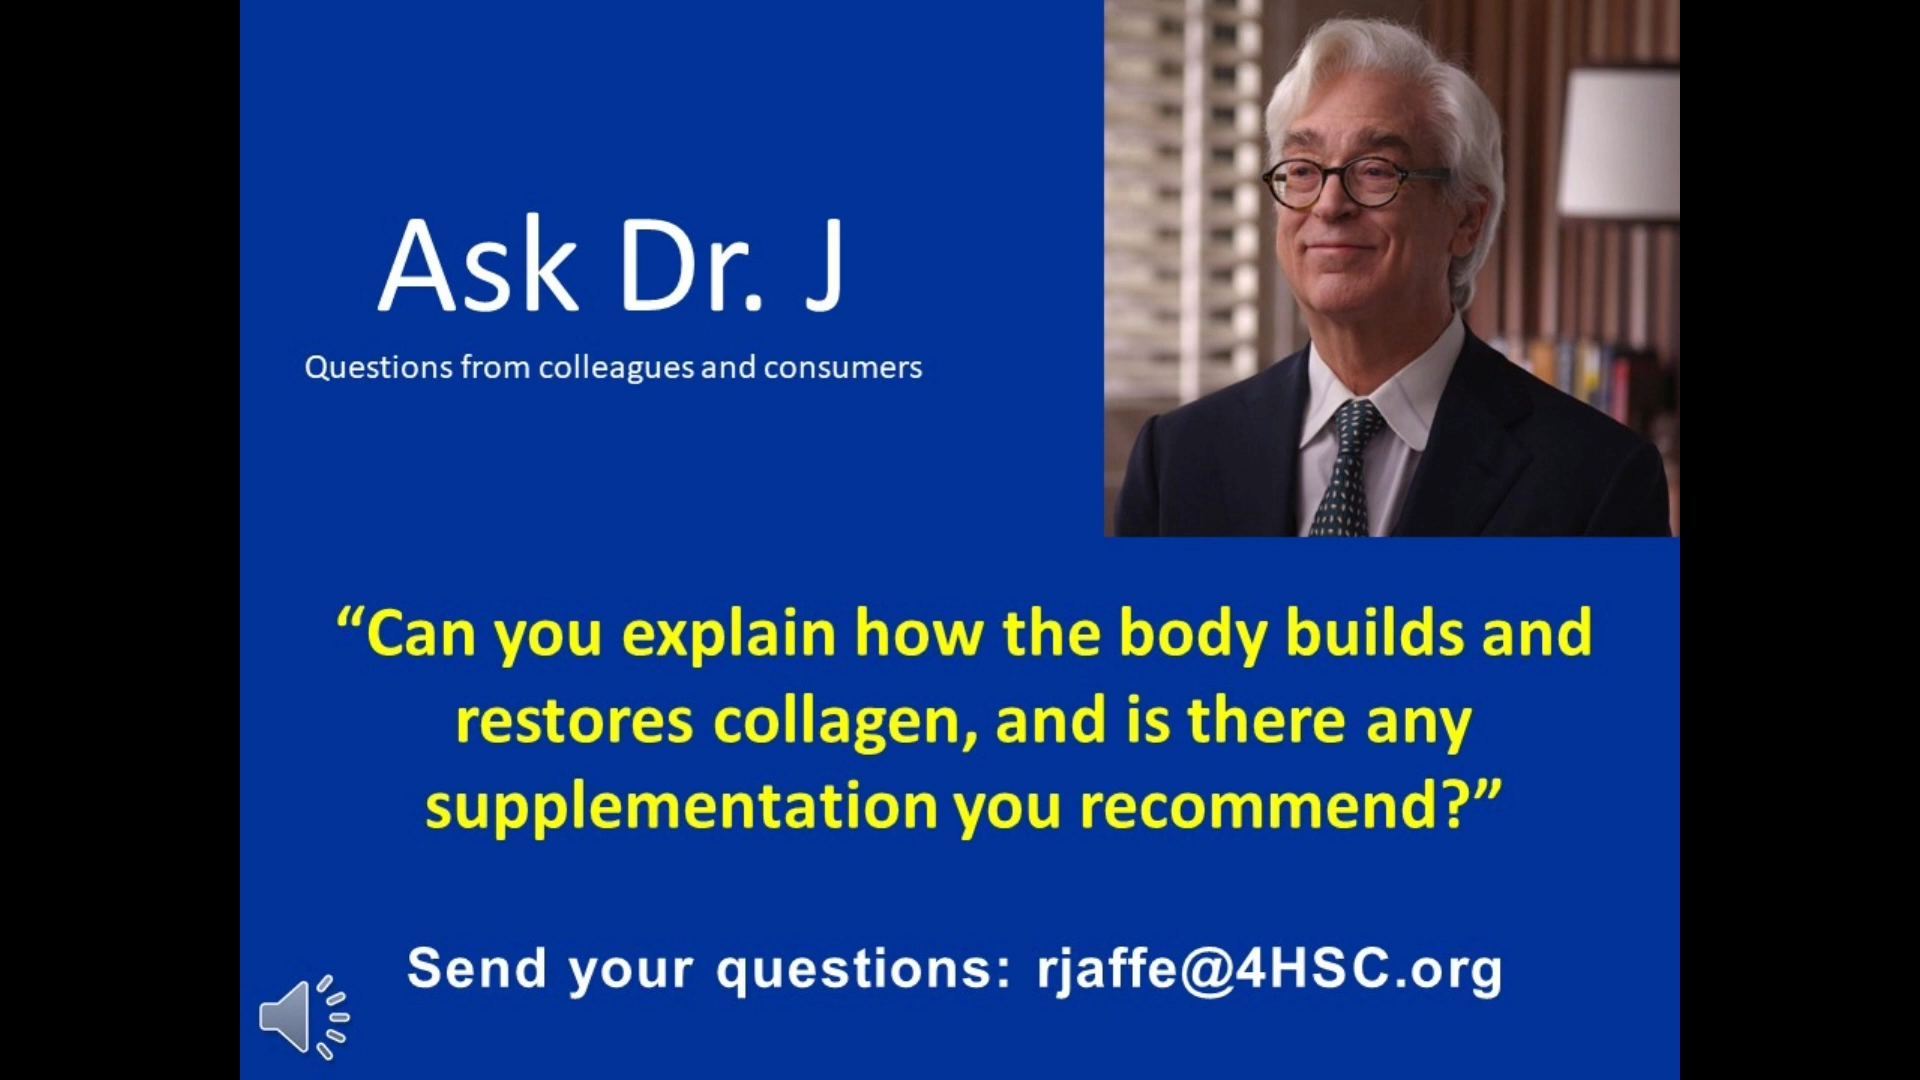 Ask Dr. J
Questions from colleagues and consumers
“Can you explain how the body builds and
restores collagen, and is there any
supplementation you recommend?”
Send your questions: rjaffe@4HSC.org